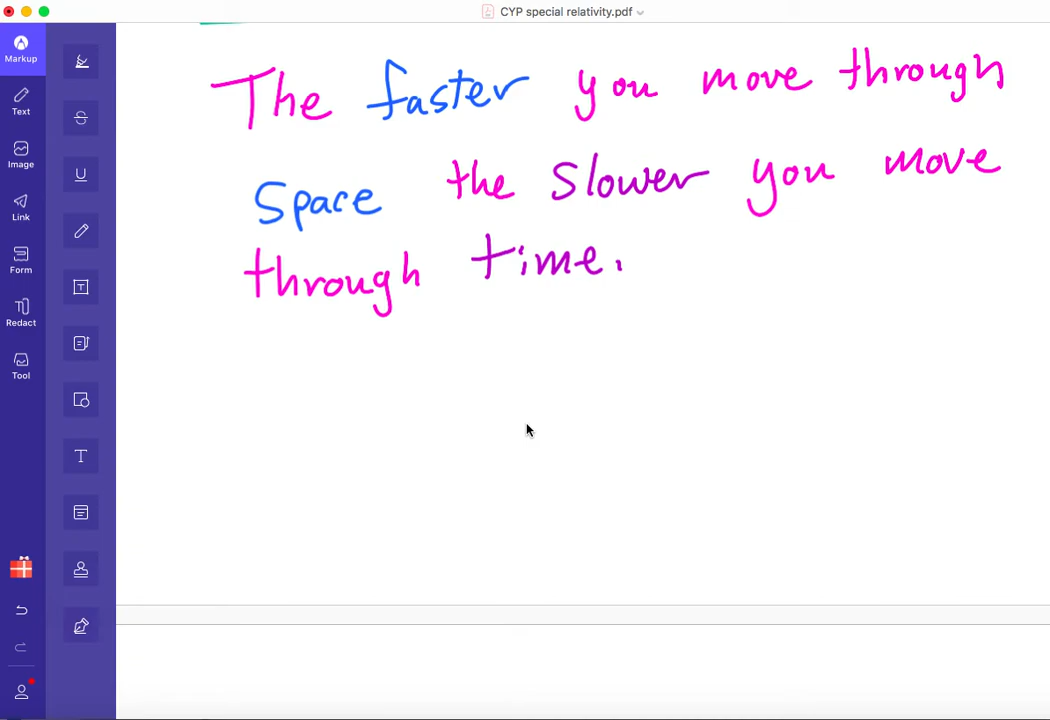 CYP special relativity.pdf
Markup
Text
Image
Link
Form
Redact
Tool
The faster you move through
space the slower you move
through time.